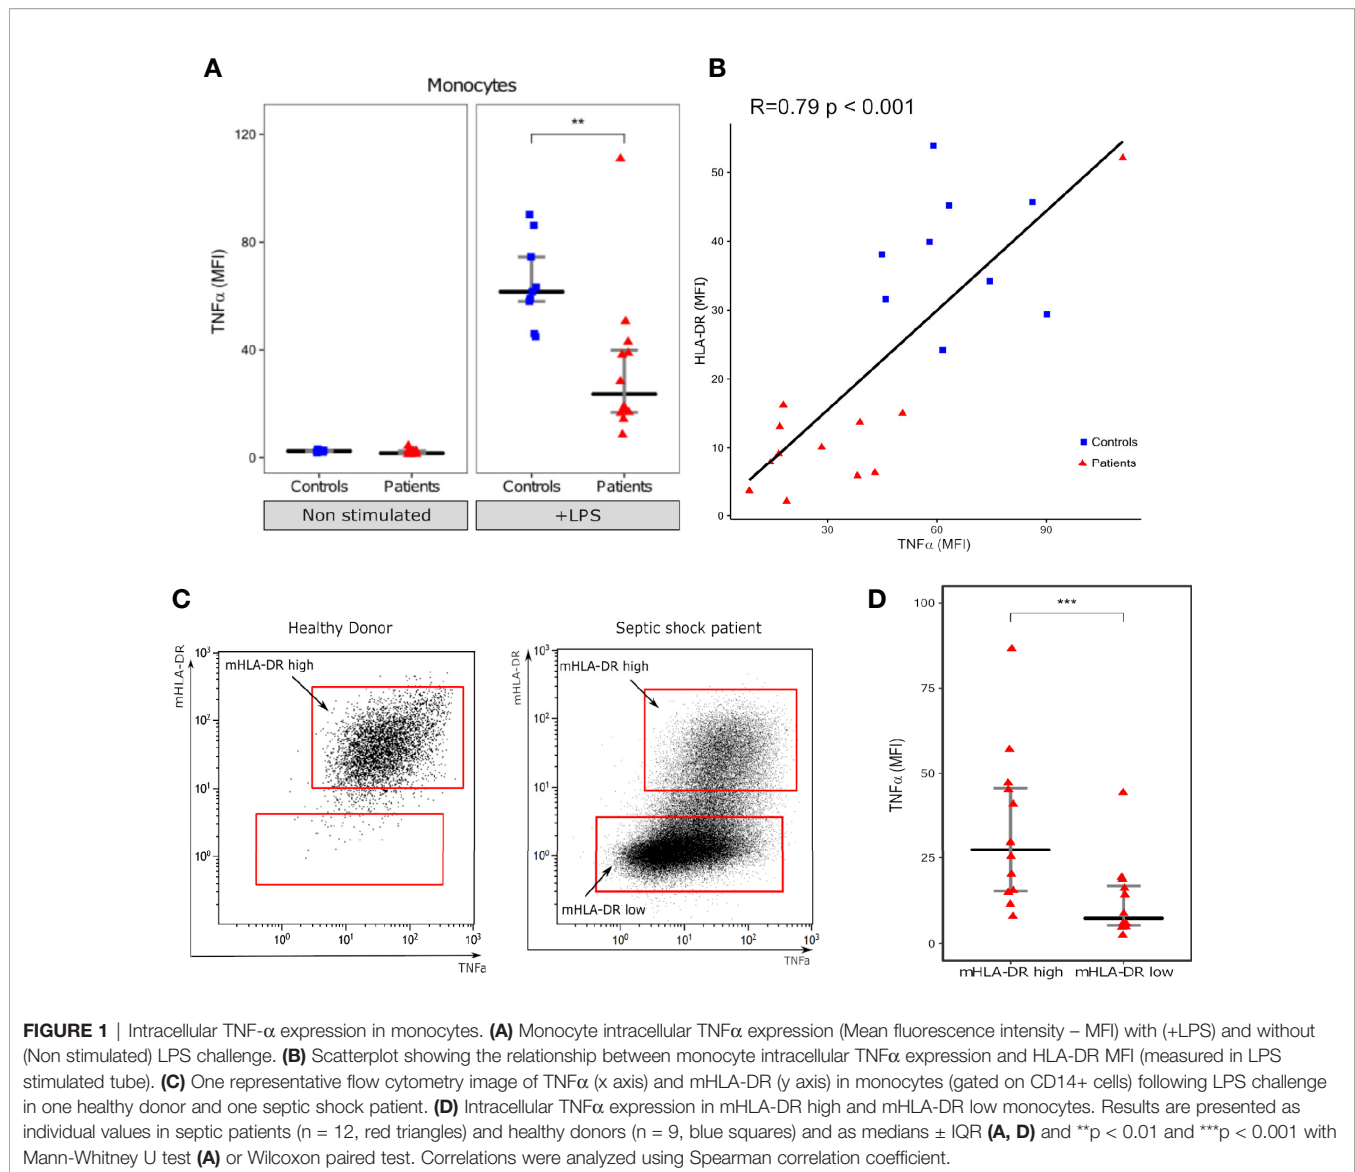 A
Monocytes
**
TNFα (MFI)
120
80
40
0
Controls
Patients
Controls
Patients
Non stimulated
+LPS
B
R=0.79 p < 0.001
HLA-DR (MFI)
50
40
30
20
10
0
30
60
90
TNFα (MFI)
Controls
Patients
C
Healthy Donor
mHLA-DR
mHLA-DR high
10³
10²
10¹
10⁰
10⁰
10¹
10²
10³
TNFa
Septic shock patient
mHLA-DR
mHLA-DR high
10³
10²
10¹
10⁰
mHLA-DR low
10⁰
10¹
10²
10³
TNFa
D
***
TNFα (MFI)
100
75
50
25
0
mHLA-DR high
mHLA-DR low
FIGURE 1 | Intracellular TNF-α expression in monocytes. (A) Monocyte intracellular TNFα expression (Mean fluorescence intensity – MFI) with (+LPS) and without
(Non stimulated) LPS challenge. (B) Scatterplot showing the relationship between monocyte intracellular TNFα expression and HLA-DR MFI (measured in LPS
stimulated tube). (C) One representative flow cytometry image of TNFα (x axis) and mHLA-DR (y axis) in monocytes (gated on CD14+ cells) following LPS challenge
in one healthy donor and one septic shock patient. (D) Intracellular TNFα expression in mHLA-DR high and mHLA-DR low monocytes. Results are presented as
individual values in septic patients (n = 12, red triangles) and healthy donors (n = 9, blue squares) and as medians ± IQR (A, D) and **p < 0.01 and ***p < 0.001 with
Mann-Whitney U test (A) or Wilcoxon paired test. Correlations were analyzed using Spearman correlation coefficient.